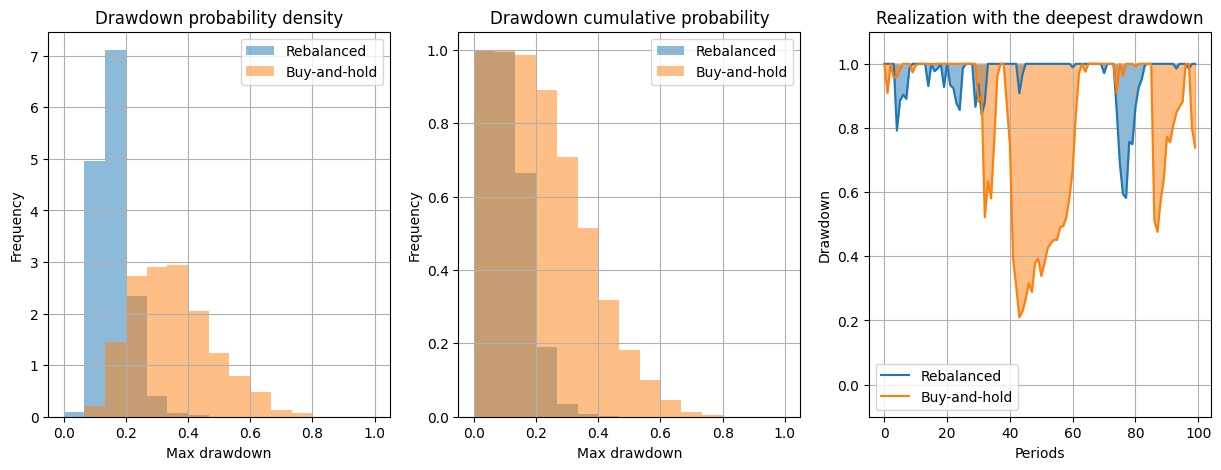 Drawdown probability density
7
6
5
4
3
2
1
0
Frequency
0.0 0.2 0.4 0.6 0.8 1.0
Max drawdown
Rebalanced
Buy-and-hold
Drawdown cumulative probability
1.0
0.8
0.6
0.4
0.2
0.0
Frequency
0.0 0.2 0.4 0.6 0.8 1.0
Max drawdown
Rebalanced
Buy-and-hold
Realization with the deepest drawdown
1.0
0.8
0.6
0.4
0.2
0.0
Drawdown
0 20 40 60 80 100
Periods
Rebalanced
Buy-and-hold